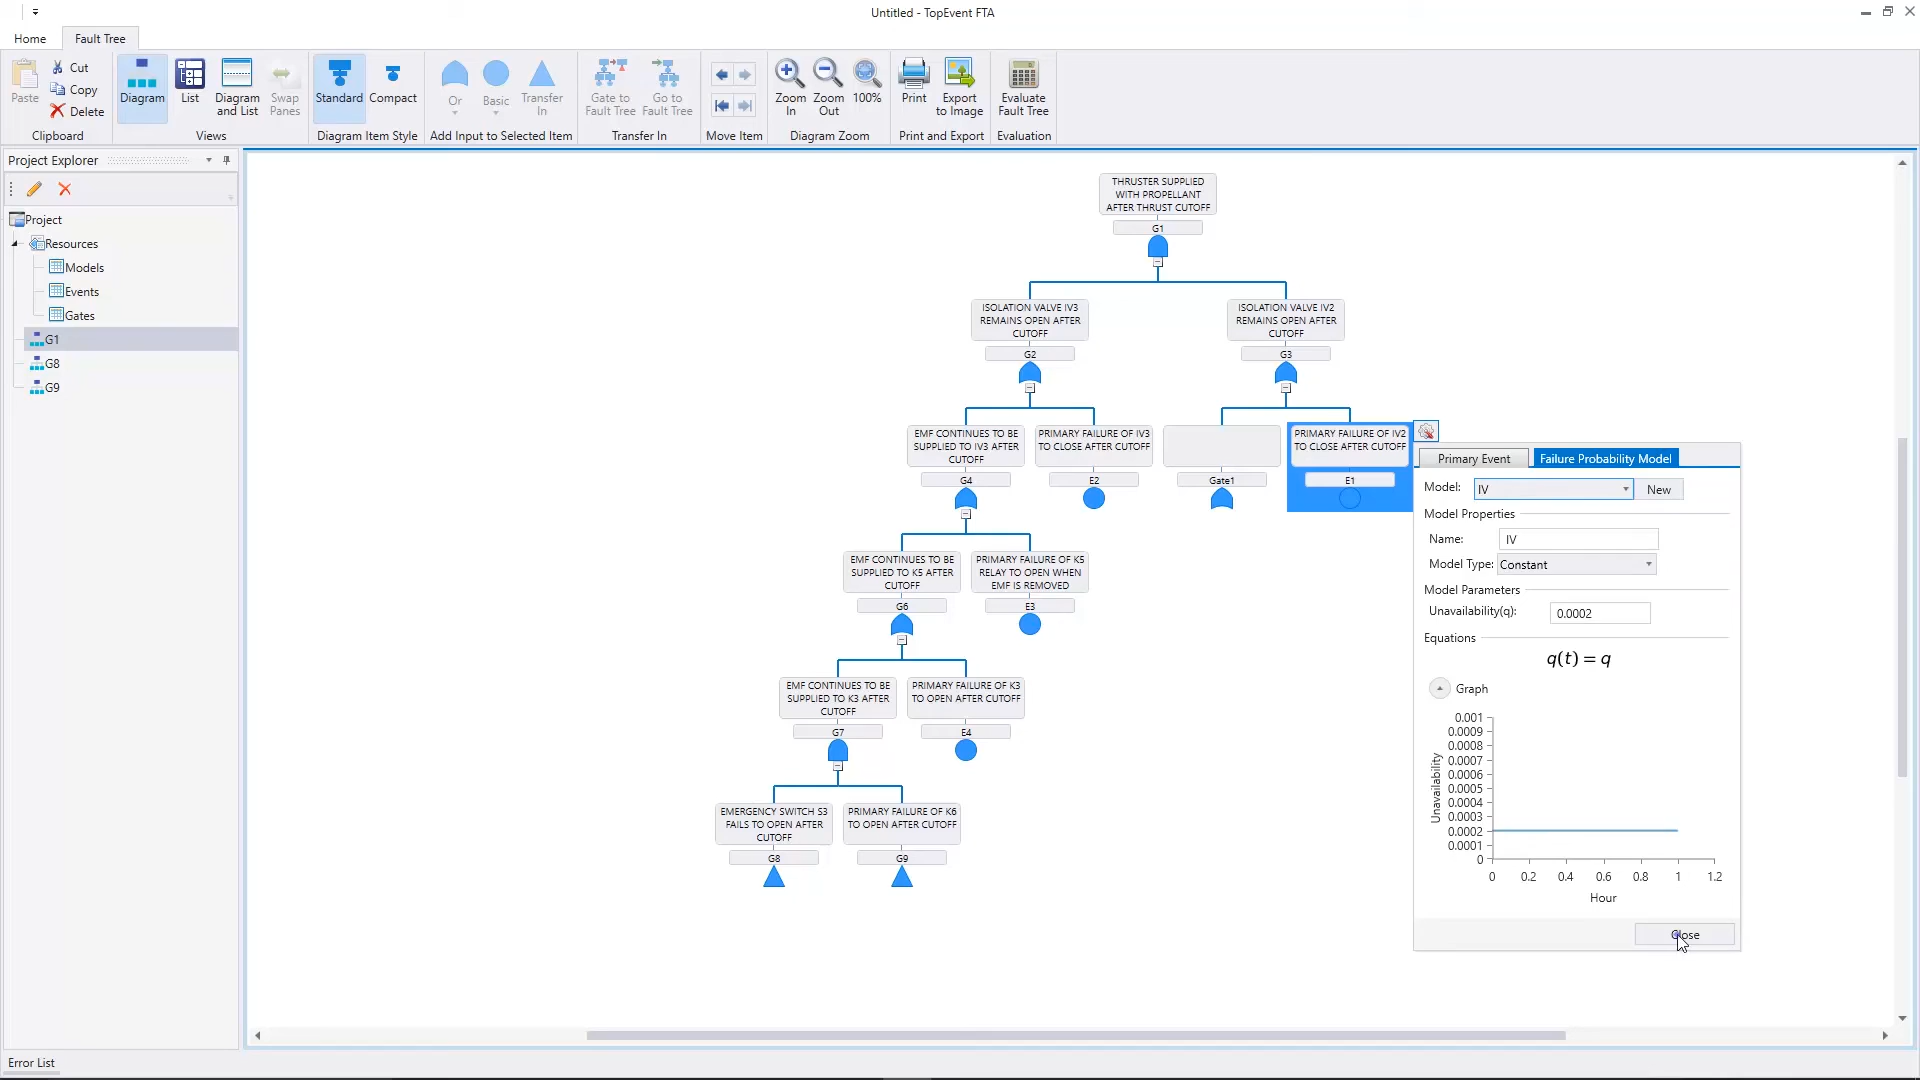 Untitled - TopEvent FTA
Home
Fault Tree
Paste
Cut
Copy
Delete
Clipboard
Diagram
List
Diagram
and List
Swap
Panes
Views
Standard
Compact
Diagram Item Style
Or
Basic
Transfer
In
Add Input to Selected Item
Gate to
Fault Tree
Go to
Fault Tree
Transfer In
Move Item
Zoom
In
Zoom
Out
100%
Diagram Zoom
Print
Export
to Image
Print and Export
Evaluate
Fault Tree
Evaluation
Project Explorer
Project
Resources
Models
Events
Gates
G1
G8
G9
THRUSTER SUPPLIED
WITH PROPELLANT
AFTER THRUST CUTOFF
G1
ISOLATION VALVE IV3
REMAINS OPEN AFTER
CUTOFF
G2
ISOLATION VALVE IV2
REMAINS OPEN AFTER
CUTOFF
G3
EMF CONTINUES TO BE
SUPPLIED TO IV3 AFTER
CUTOFF
G4
PRIMARY FAILURE OF IV3
TO CLOSE AFTER CUTOFF
E2
Gate1
PRIMARY FAILURE OF IV2
TO CLOSE AFTER CUTOFF
E1
EMF CONTINUES TO BE
SUPPLIED TO K5 AFTER
CUTOFF
G6
PRIMARY FAILURE OF K5
RELAY TO OPEN WHEN
EMF IS REMOVED
E3
EMF CONTINUES TO BE
SUPPLIED TO K3 AFTER
CUTOFF
G7
PRIMARY FAILURE OF K3
TO OPEN AFTER CUTOFF
E4
EMERGENCY SWITCH S3
FAILS TO OPEN AFTER
CUTOFF
G8
PRIMARY FAILURE OF K6
TO OPEN AFTER CUTOFF
G9
Primary Event
Failure Probability Model
Model:
IV
New
Model Properties
Name:
IV
Model Type:
Constant
Model Parameters
Unavailability(q):
0.0002
Equations
q(t) = q
Graph
Unavailability
0.001
0.0009
0.0008
0.0007
0.0006
0.0005
0.0004
0.0003
0.0002
0.0001
0
0 0.2 0.4 0.6 0.8 1 1.2
Hour
Close
Error List